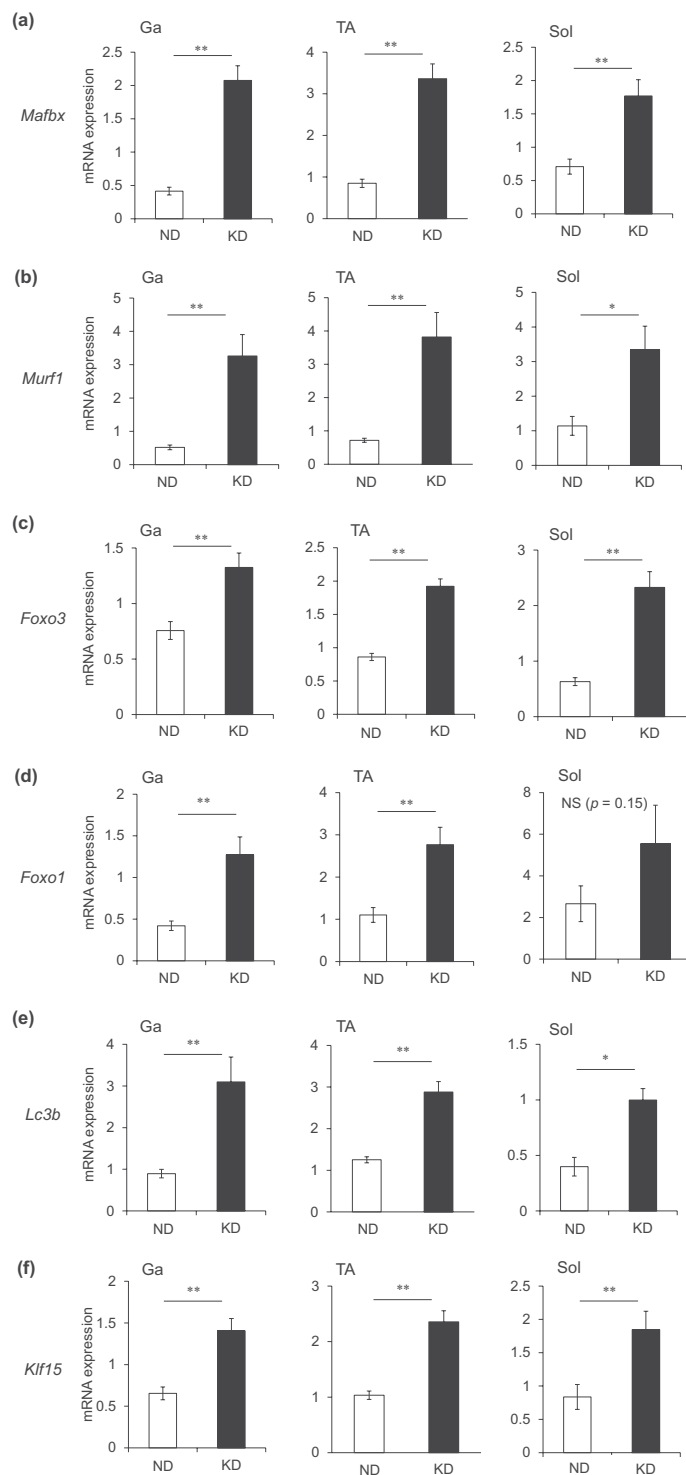 (a)
Ga TA Sol
Mafbx
mRNA expression
** ** **
2.5 2 1.5 1 0.5 0
4 3 2 1 0
2.5 2 1.5 1 0.5 0
ND KD ND KD ND KD
(b)
Ga TA Sol
Murf1
mRNA expression
** ** *
5 4 3 2 1 0
5 4 3 2 1 0
5 4 3 2 1 0
ND KD ND KD ND KD
(c)
Ga TA Sol
Foxo3
mRNA expression
** ** **
1.5 1 0.5 0
2.5 2 1.5 1 0.5 0
3 2 1 0
ND KD ND KD ND KD
(d)
Ga TA Sol
Foxo1
mRNA expression
** ** NS (p = 0.15)
2 1.5 1 0.5 0
4 3 2 1 0
8 6 4 2 0
ND KD ND KD ND KD
(e)
Ga TA Sol
Lc3b
mRNA expression
** ** *
4 3 2 1 0
4 3 2 1 0
1.5 1 0.5 0
ND KD ND KD ND KD
(f)
Ga TA Sol
Klf15
mRNA expression
** ** **
2 1.5 1 0.5 0
3 2 1 0
2.5 2 1.5 1 0.5 0
ND KD ND KD ND KD